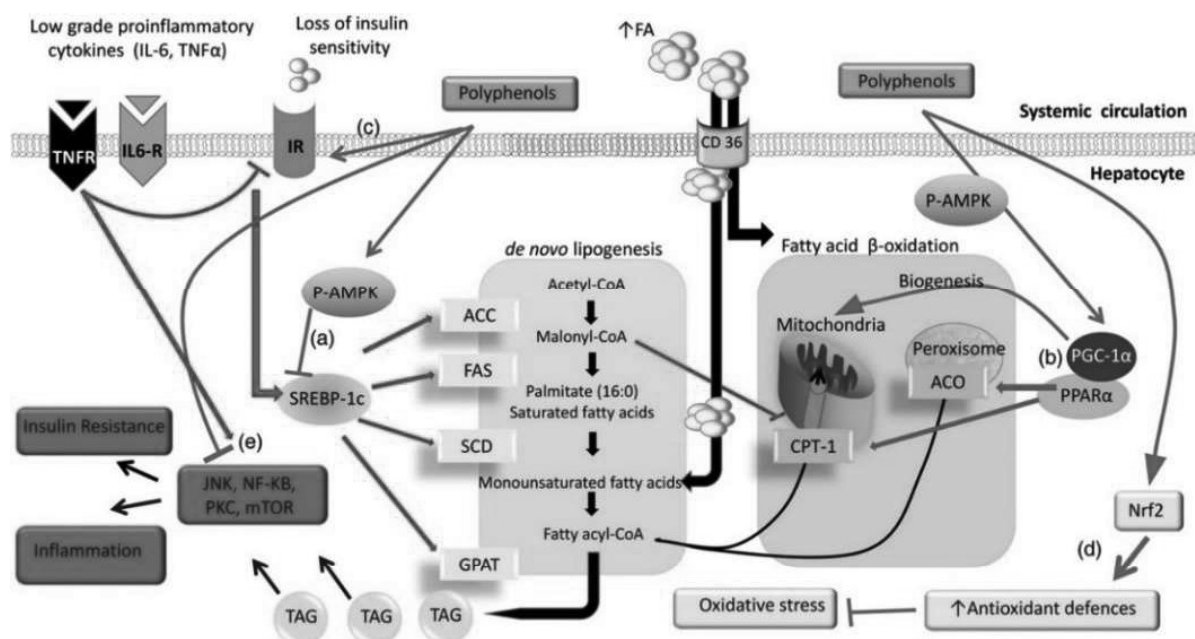 Low grade proinflammatory
cytokines (IL-6, TNFα)
Loss of insulin
sensitivity
Polyphenols
↑FA
Polyphenols
Systemic circulation
Hepatocyte
TNFR
IL6-R
IR
(c)
CD 36
P-AMPK
de novo lipogenesis
Fatty acid β-oxidation
P-AMPK
(a)
SREBP-1c
ACC
FAS
SCD
GPAT
Acetyl-CoA
Malonyl-CoA
Palmitate (16:0)
Saturated fatty acids
Monounsaturated fatty acids
Fatty acyl-CoA
Biogenesis
Mitochondria
Peroxisome
ACO
CPT-1
(b)
PGC-1α
PPARα
Insulin Resistance
(e)
JNK, NF-KB,
PKC, mTOR
Inflammation
TAG
TAG
TAG
Nrf2
(d)
Oxidative stress
↑Antioxidant defences